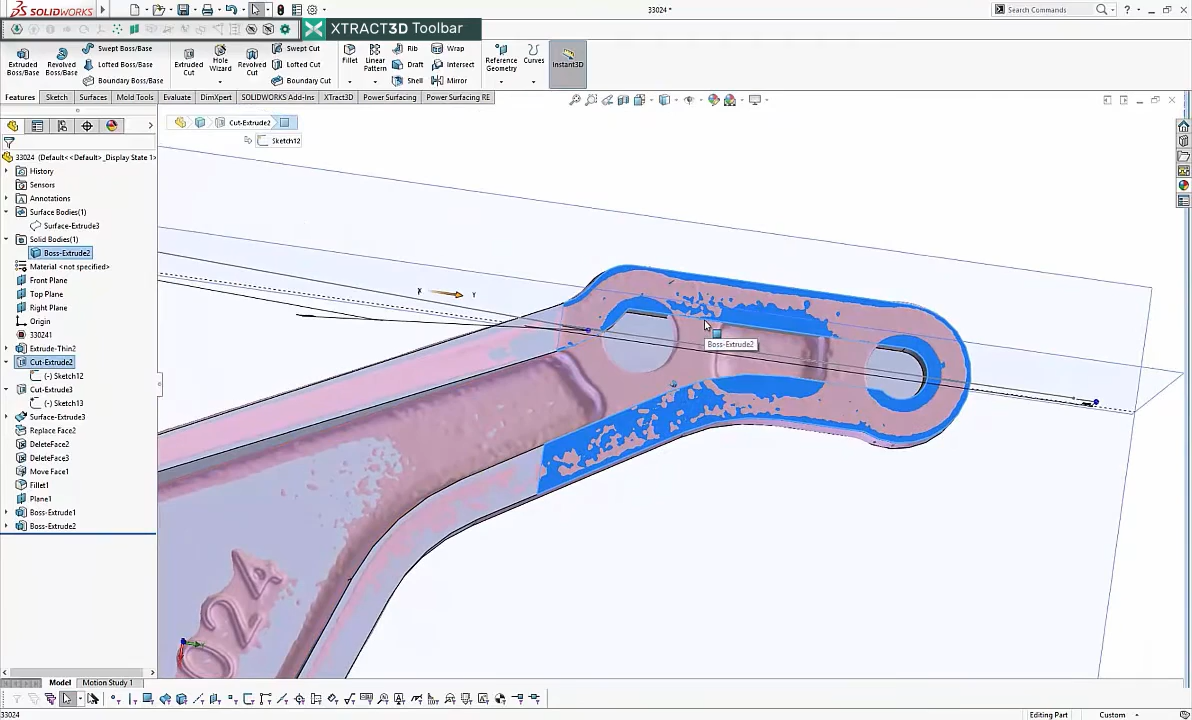 SOLIDWORKS
33024 *
Search Commands
XTRACT3D Toolbar
Extruded Boss/Base
Revolved Boss/Base
Swept Boss/Base
Lofted Boss/Base
Boundary Boss/Base
Extruded Cut
Hole Wizard
Revolved Cut
Swept Cut
Lofted Cut
Boundary Cut
Fillet
Linear Pattern
Rib
Draft
Shell
Wrap
Intersect
Mirror
Reference Geometry
Curves
Instant3D
Features
Sketch
Surfaces
Mold Tools
Evaluate
DimXpert
SOLIDWORKS Add-Ins
XTract3D
Power Surfacing
Power Surfacing RE
Cut-Extrude2
Sketch12
33024 (Default<<Default>_Display State 1>
History
Sensors
Annotations
Surface Bodies(1)
Surface-Extrude3
Solid Bodies(1)
Boss-Extrude2
Material <not specified>
Front Plane
Top Plane
Right Plane
Origin
330241
Extrude-Thin2
Cut-Extrude2
(-) Sketch12
Cut-Extrude3
(-) Sketch13
Surface-Extrude3
Replace Face2
DeleteFace2
DeleteFace3
Move Face1
Fillet1
Plane1
Boss-Extrude1
Boss-Extrude2
X
Y
Boss-Extrude2
024
Model
Motion Study 1
33024
Editing Part
Custom